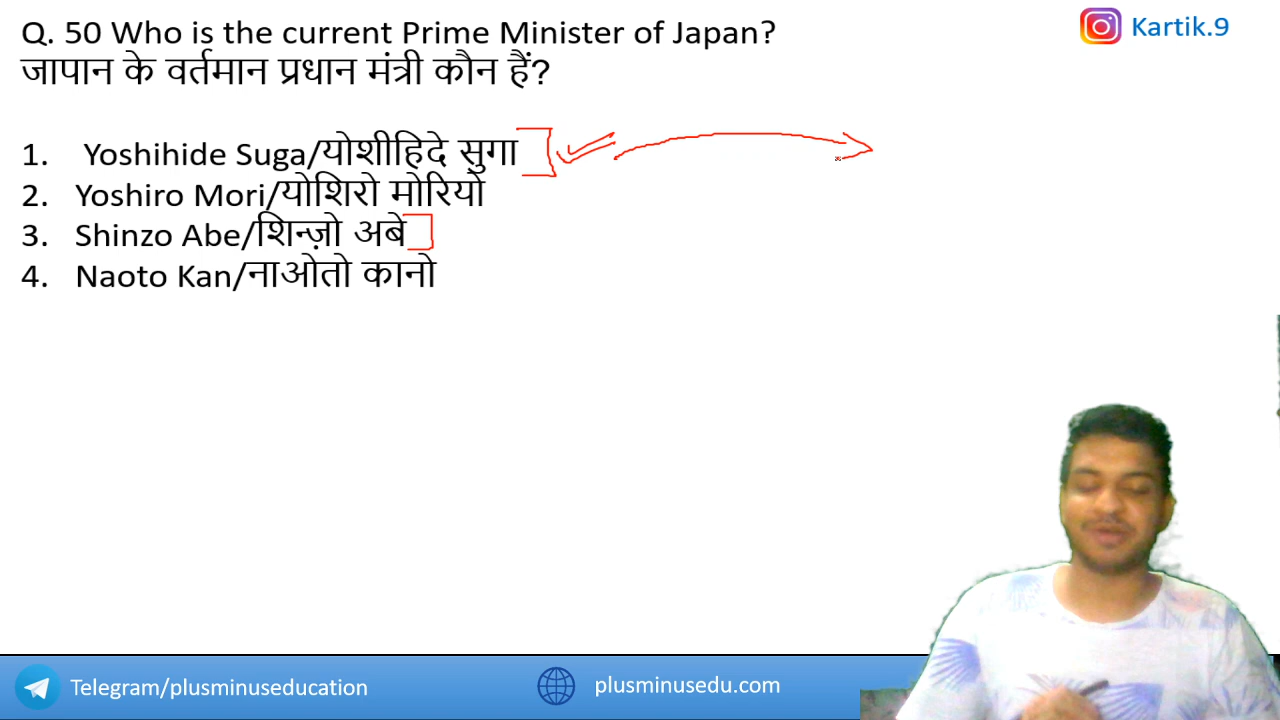 Q. 50 Who is the current Prime Minister of Japan?
जापान के वर्तमान प्रधान मंत्री कौन हैं?
1. Yoshihide Suga/योशीहिदे सुगा
2. Yoshiro Mori/योशिरो मोरियो
3. Shinzo Abe/शिन्ज़ो अबे
4. Naoto Kan/नाओतो कानो
Kartik.9
Telegram/plusminuseducation
plusminusedu.com